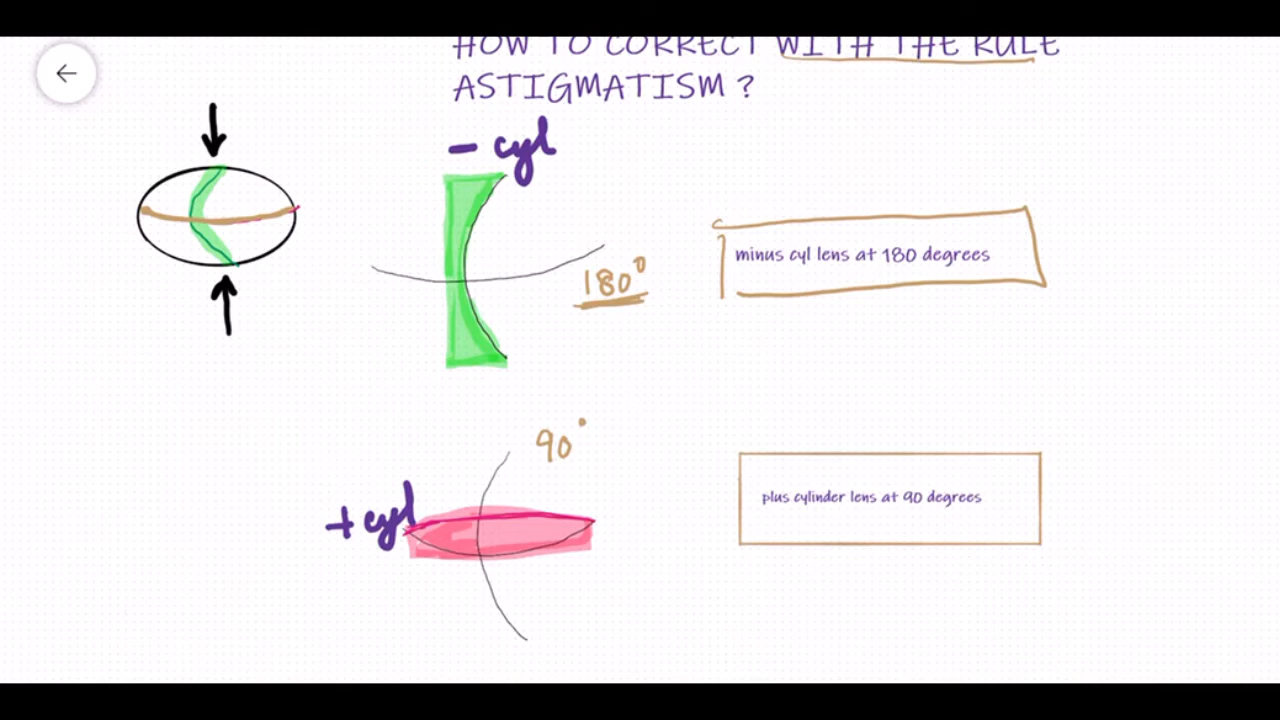 HOW TO CORRECT WITH THE RULE
ASTIGMATISM ?
- cyl
minus cyl lens at 180 degrees
180°
90°
plus cylinder lens at 90 degrees
+ cyl